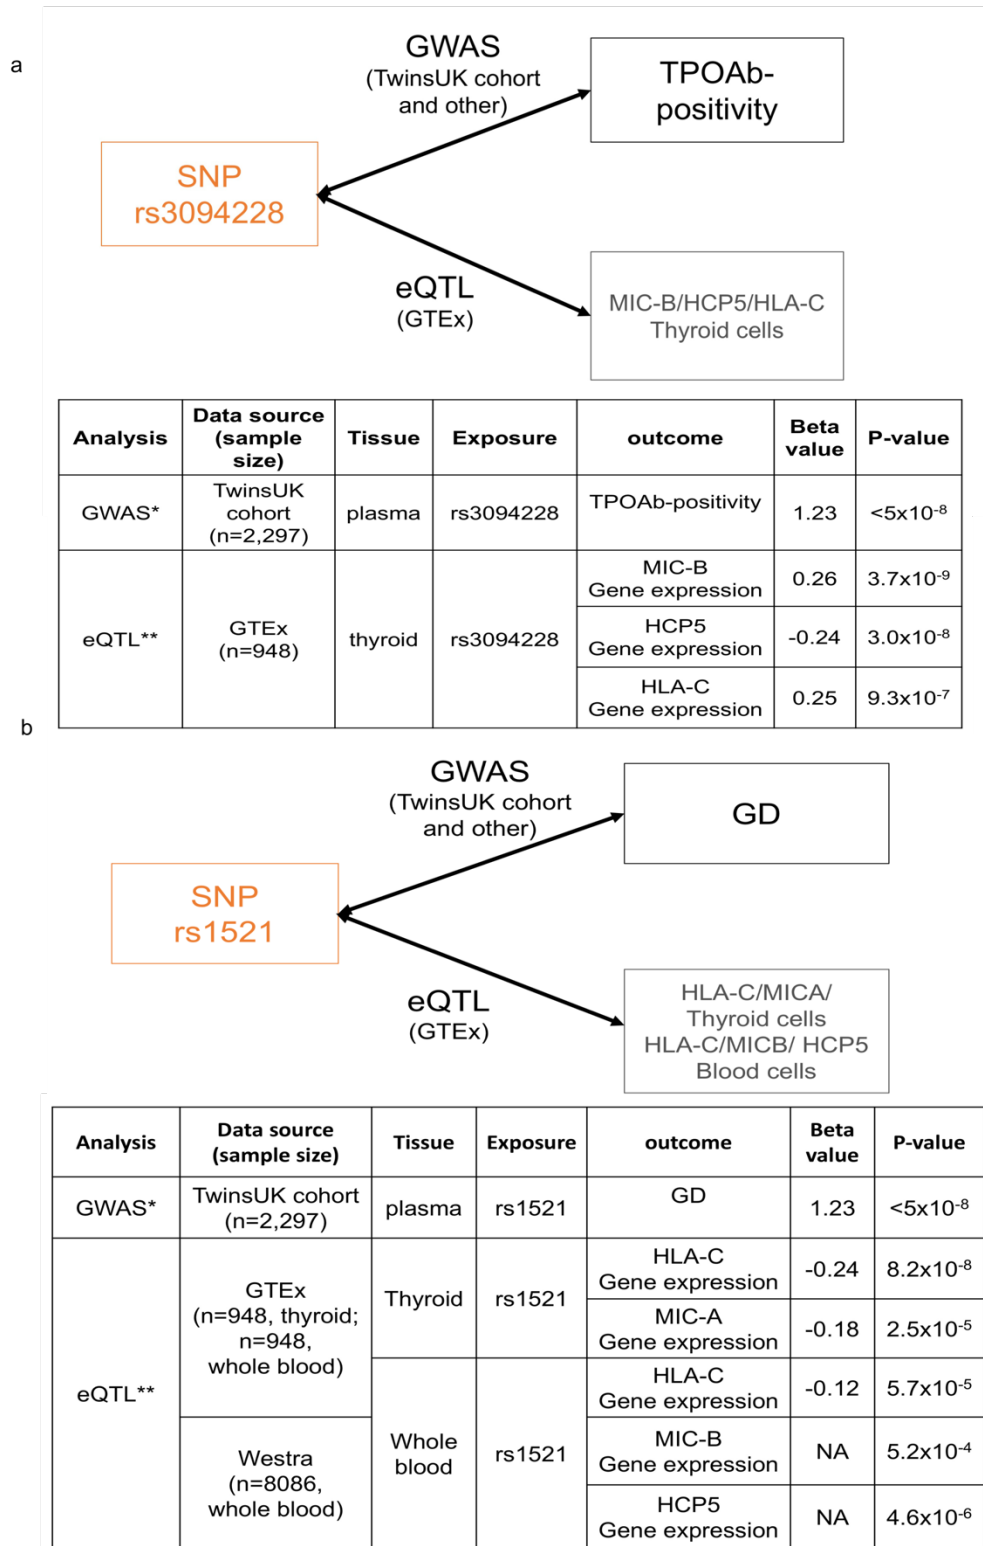 a
GWAS
(TwinsUK cohort
and other)
TPOAb-
positivity
SNP
rs3094228
eQTL
(GTEx)
MIC-B/HCP5/HLA-C
Thyroid cells
Analysis
Data source
(sample
size)
Tissue
Exposure
outcome
Beta
value
P-value
GWAS*
TwinsUK
cohort
(n=2,297)
plasma
rs3094228
TPOAb-positivity
1.23
<5x10⁻⁸
eQTL**
GTEx
(n=948)
thyroid
rs3094228
MIC-B
Gene expression
0.26
3.7x10⁻⁹
HCP5
Gene expression
-0.24
3.0x10⁻⁸
HLA-C
Gene expression
0.25
9.3x10⁻⁷
b
GWAS
(TwinsUK cohort
and other)
GD
SNP
rs1521
eQTL
(GTEx)
HLA-C/MICA/
Thyroid cells
HLA-C/MICB/ HCP5
Blood cells
Analysis
Data source
(sample size)
Tissue
Exposure
outcome
Beta
value
P-value
GWAS*
TwinsUK cohort
(n=2,297)
plasma
rs1521
GD
1.23
<5x10⁻⁸
eQTL**
GTEx
(n=948, thyroid;
n=948,
whole blood)
Thyroid
rs1521
HLA-C
Gene expression
-0.24
8.2x10⁻⁸
MIC-A
Gene expression
-0.18
2.5x10⁻⁵
Whole
blood
rs1521
HLA-C
Gene expression
-0.12
5.7x10⁻⁵
Westra
(n=8086,
whole blood)
MIC-B
Gene expression
NA
5.2x10⁻⁴
HCP5
Gene expression
NA
4.6x10⁻⁶